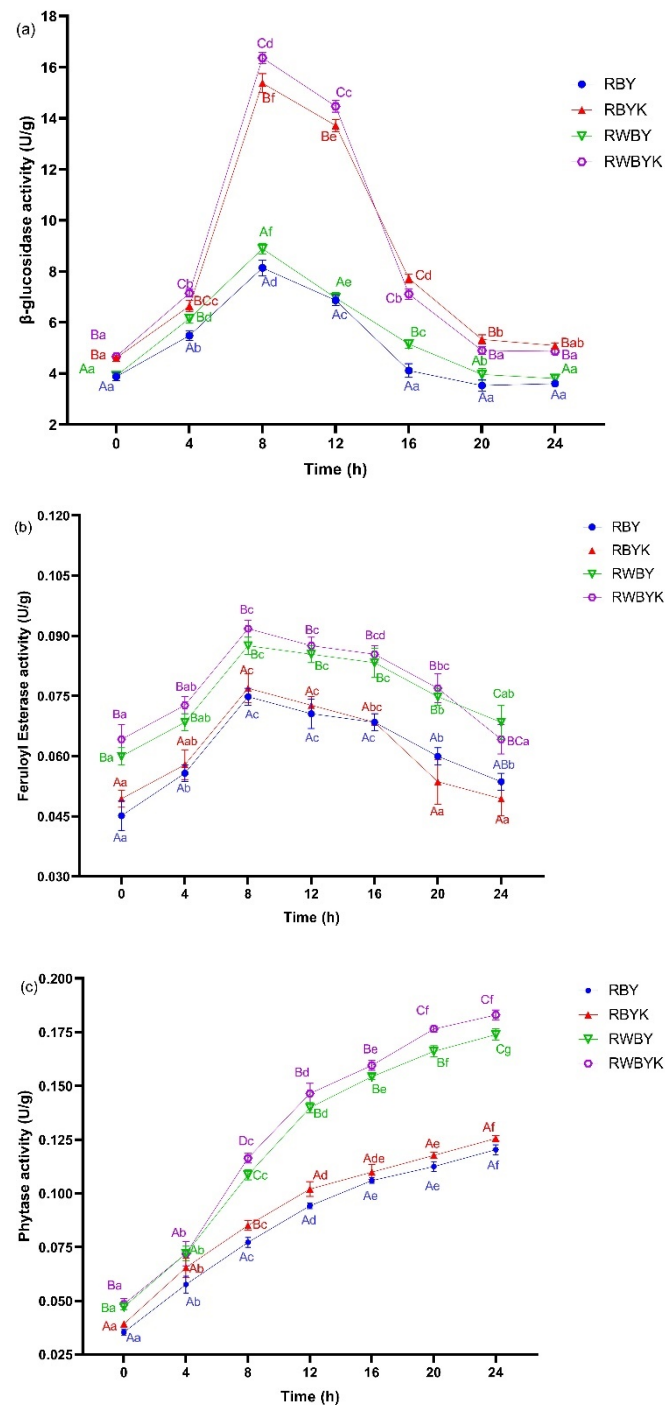 (a)
18
16
14
12
10
8
6
4
2
β-glucosidase activity (U/g)
Cd
Bf
Cc
Be
Af
Ad
Ae
Ac
Cb
BCc
Bd
Ab
Ba
Ba
Aa
Aa
Cd
Cb
Bc
Aa
Bb
Ba
Ab
Aa
Bab
Ba
Aa
Aa
0 4 8 12 16 20 24
Time (h)
RBY
RBYK
RWBY
RWBYK
(b)
0.120
0.105
0.090
0.075
0.060
0.045
0.030
Feruloyl Esterase activity (U/g)
Ba
Ba
Aa
Aa
Bab
Bab
Aab
Ab
Bc
Bc
Ac
Ac
Bc
Bc
Ac
Ac
Bcd
Bc
Abc
Ac
Bbc
Bb
Ab
Aa
Cab
BCa
ABb
Aa
0 4 8 12 16 20 24
Time (h)
RBY
RBYK
RWBY
RWBYK
(c)
0.200
0.175
0.150
0.125
0.100
0.075
0.050
0.025
Phytase activity (U/g)
Ba
Ba
Aa
Aa
Ab
Ab
Ab
Ab
Dc
Cc
Bc
Ac
Bd
Bd
Ad
Ad
Be
Be
Ade
Ae
Cf
Bf
Ae
Ae
Cf
Cg
Af
Af
0 4 8 12 16 20 24
Time (h)
RBY
RBYK
RWBY
RWBYK